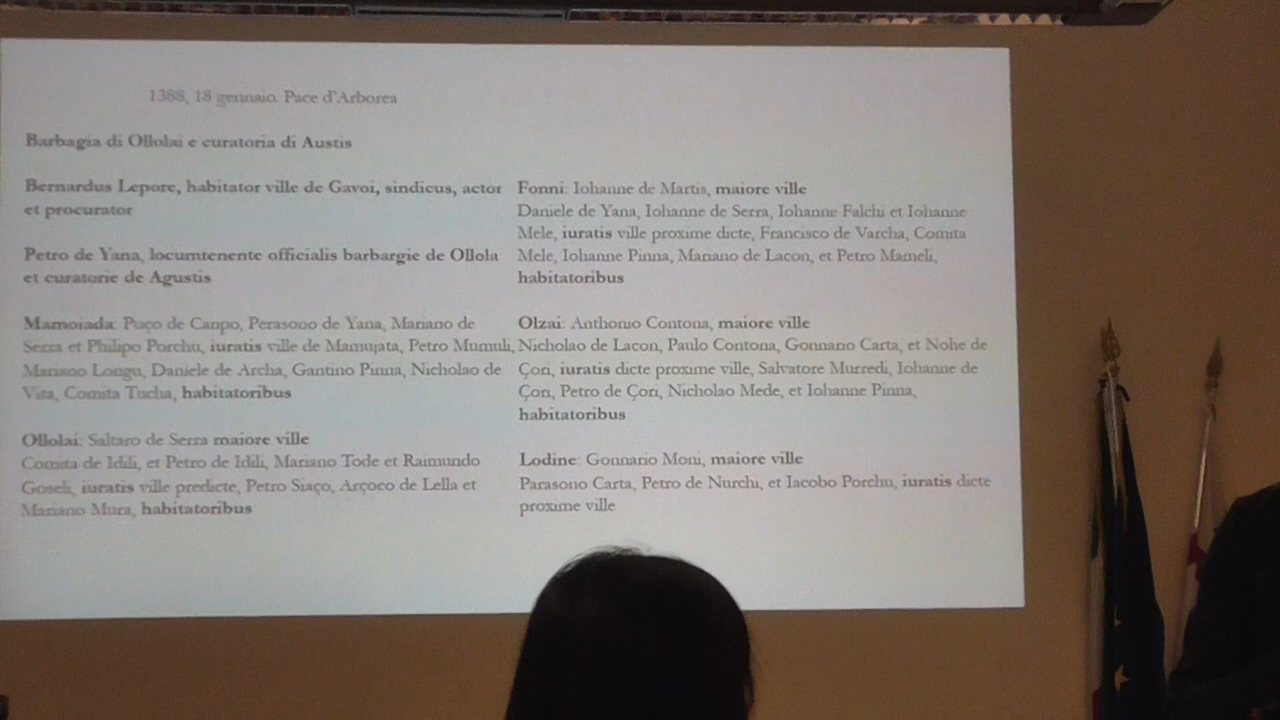 1388, 18 gennaio. Pace d'Arborea
Barbagia di Ollolai e curatoria di Austis
Bernardus Lepore, habitator ville de Gavoi, sindicus, actor
et procurator
Petro de Yana, locumtenente officialis barbargie de Ollola
et curatorie de Agustis
Mamoiada: Puço de Canpo, Perasono de Yana, Mariano de
Serra et Philipo Porchu, iuratis ville de Mamujata, Petro Mumuli,
Mariano Longu, Daniele de Archa, Gantino Pinna, Nicholao de
Vita, Comita Tucha, habitatoribus
Ollolai: Saltaro de Serra maiore ville
Comita de Idili, et Petro de Idili, Mariano Tode et Raimundo
Goseli, iuratis ville predicte, Petro Siaço, Arçoco de Lella et
Mariano Mura, habitatoribus
Fonni: Iohanne de Martis, maiore ville
Daniele de Yana, Iohanne de Serra, Iohanne Falchi et Iohanne
Mele, iuratis ville proxime dicte, Francisco de Varcha, Comita
Mele, Iohanne Pinna, Mariano de Lacon, et Petro Mameli,
habitatoribus
Olzai: Anthonio Contona, maiore ville
Nicholao de Lacon, Paulo Contona, Gonnano Carta, et Nohe de
Çori, iuratis dicte proxime ville, Salvatore Murredi, Iohanne de
Çori, Petro de Çori, Nicholao Mede, et Iohanne Pinna,
habitatoribus
Lodine: Gonnario Moni, maiore ville
Parasono Carta, Petro de Nurchi, et Iacobo Porchu, iuratis dicte
proxime ville